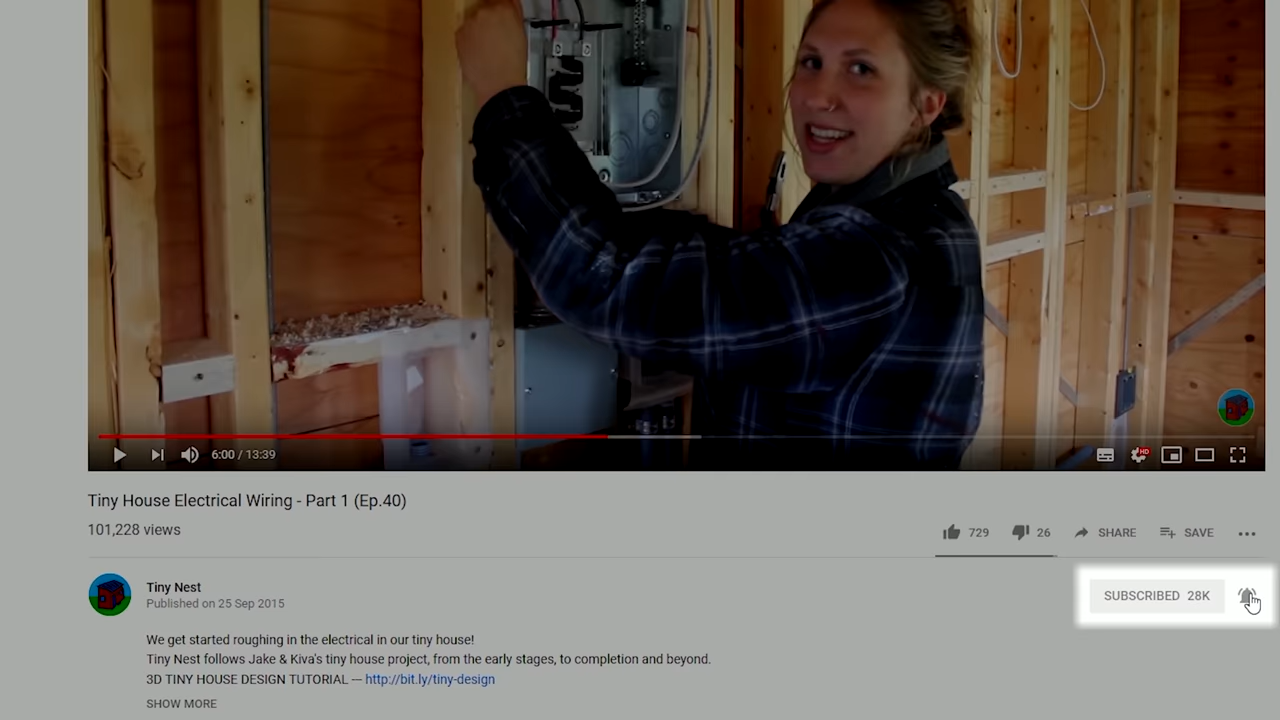 HD
6:00 / 13:39
Tiny House Electrical Wiring - Part 1 (Ep.40)
101,228 views
729 26 SHARE SAVE
Tiny Nest
Published on 25 Sep 2015
SUBSCRIBED 28K
We get started roughing in the electrical in our tiny house!
Tiny Nest follows Jake & Kiva's tiny house project, from the early stages, to completion and beyond.
3D TINY HOUSE DESIGN TUTORIAL — http://bit.ly/tiny-design
SHOW MORE